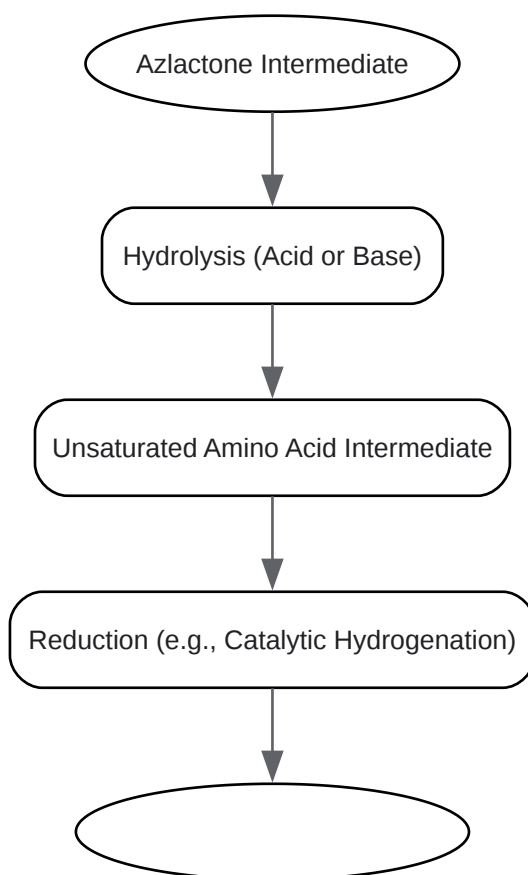 Azlactone Intermediate
Hydrolysis (Acid or Base)
Unsaturated Amino Acid Intermediate
Reduction (e.g., Catalytic Hydrogenation)